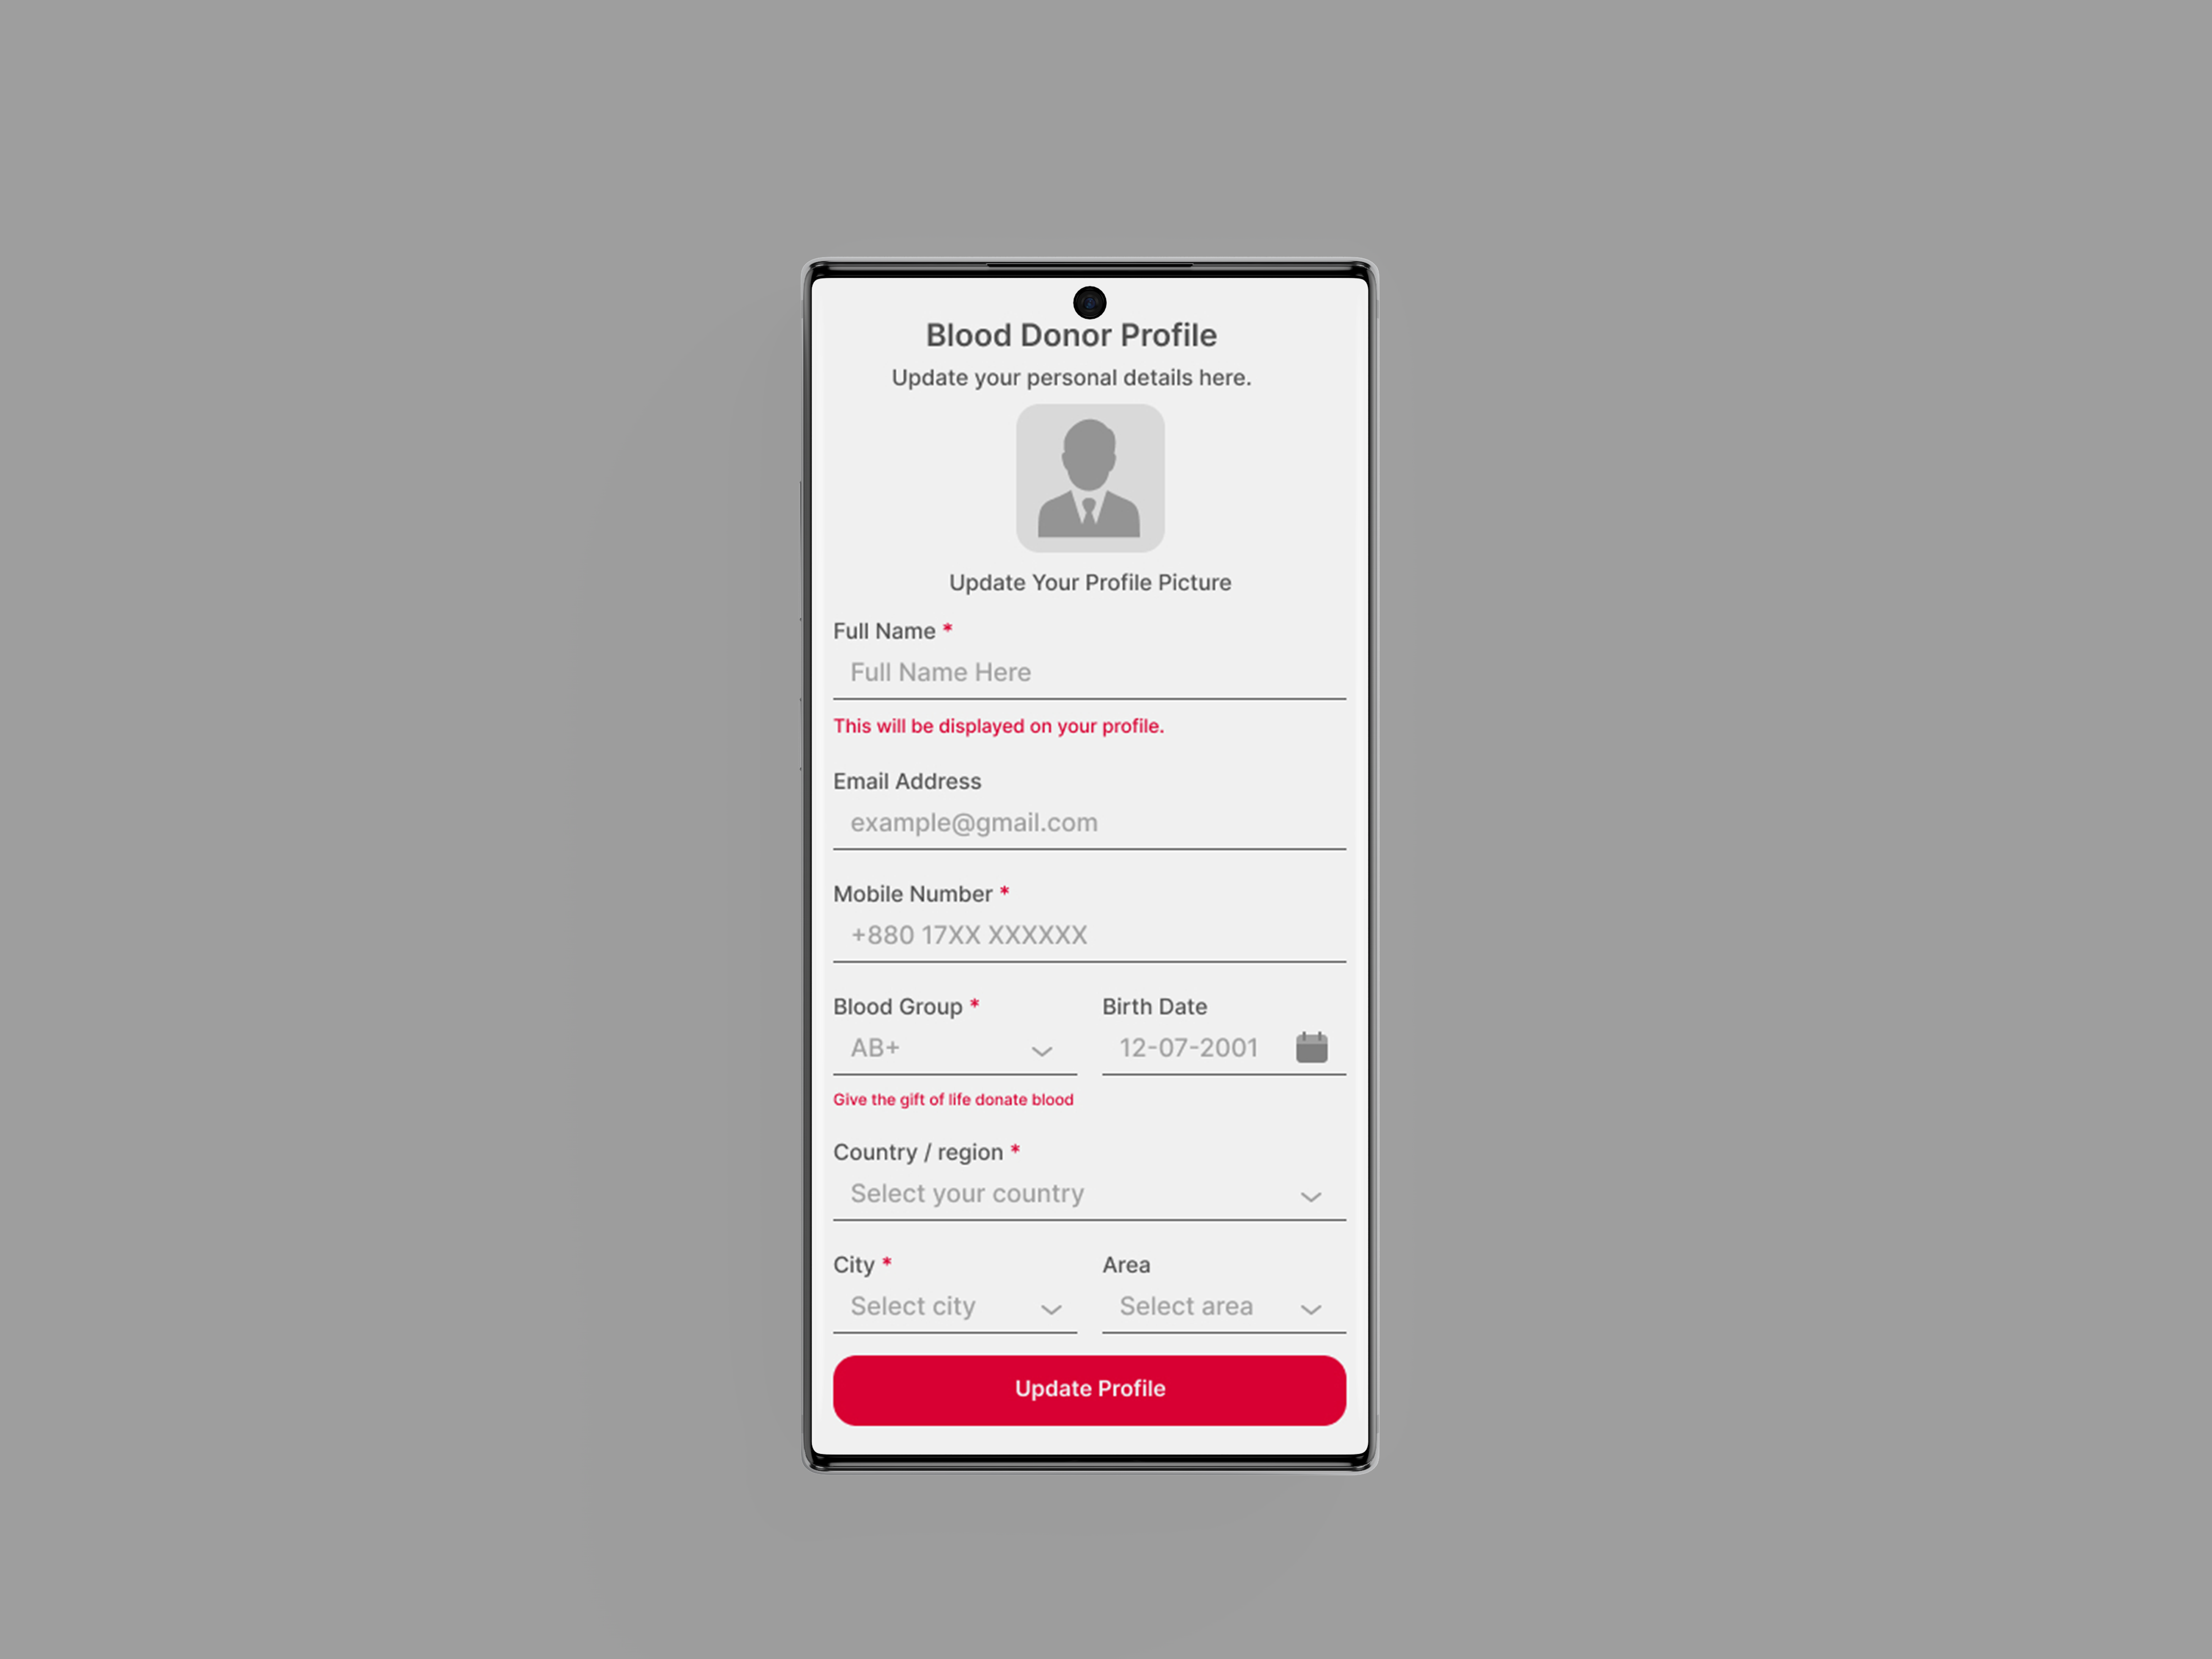 Blood Donor Profile
Update your personal details here.
Update Your Profile Picture
Full Name *
Full Name Here
This will be displayed on your profile.
Email Address
example@gmail.com
Mobile Number *
+880 17XX XXXXXX
Blood Group * Birth Date
AB+ 12-07-2001
Give the gift of life donate blood
Country / region *
Select your country
City * Area
Select city Select area
Update Profile